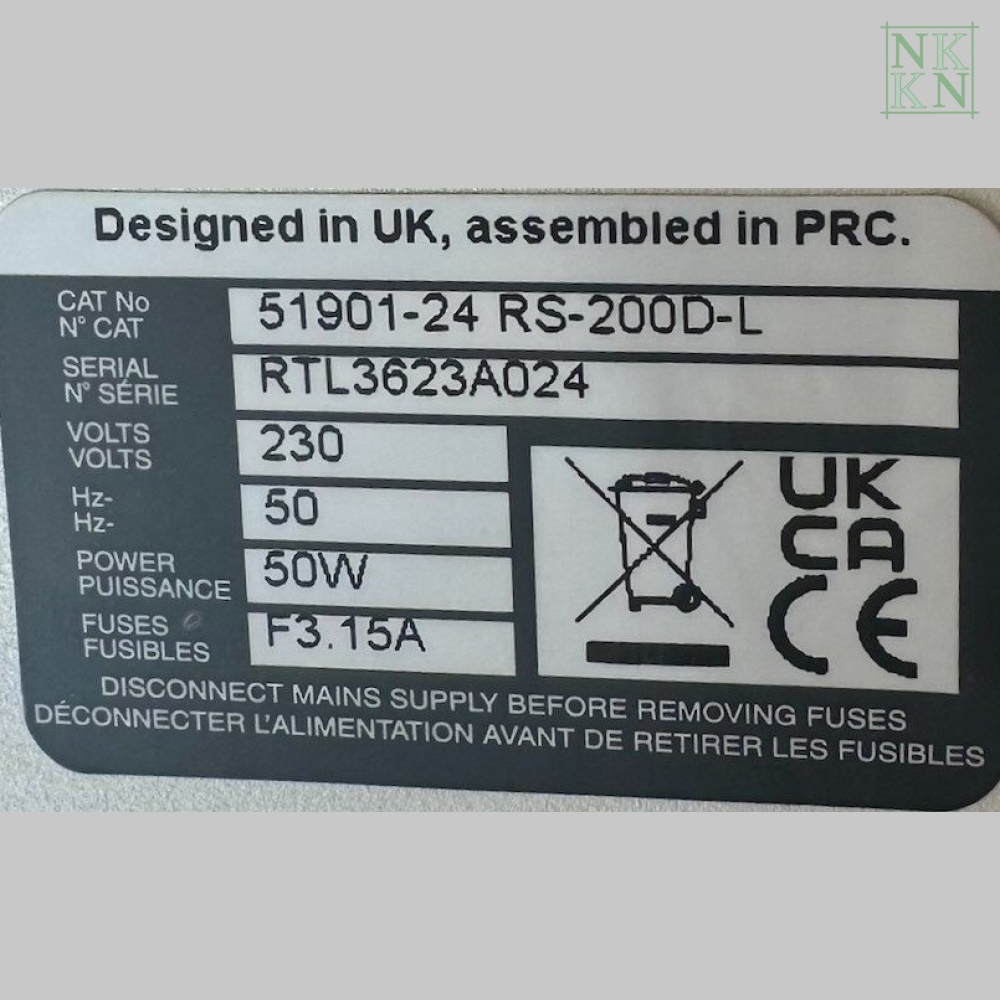 NK
KN
Designed in UK, assembled in PRC.
CAT No
N° CAT
51901-24 RS-200D-L
SERIAL
N° SÉRIE
RTL3623A024
VOLTS
VOLTS
230
Hz-
Hz-
50
POWER
PUISSANCE
50W
FUSES
FUSIBLES
F3.15A
UK
CA
CE
DISCONNECT MAINS SUPPLY BEFORE REMOVING FUSES
DÉCONNECTER L'ALIMENTATION AVANT DE RETIRER LES FUSIBLES